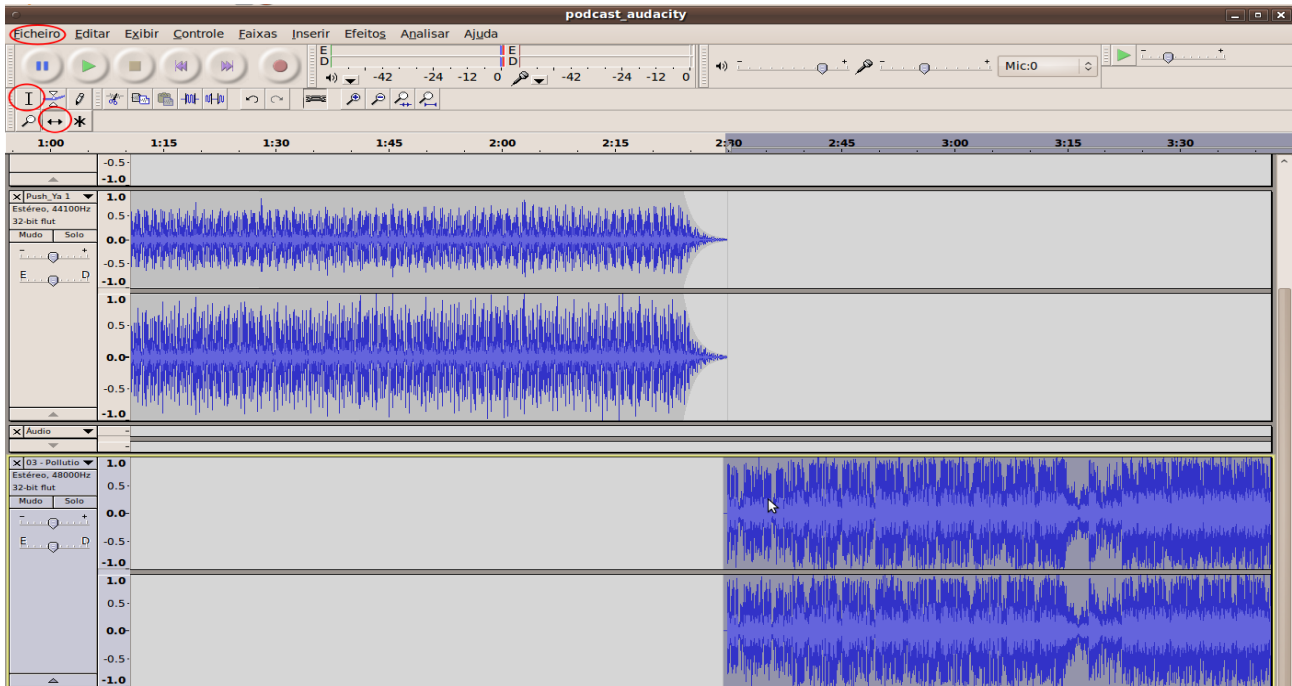 podcast_audacity
Ficheiro Editar Exibir Controle Faixas Inserir Efeitos Analisar Ajuda
E E
D D
-42 -24 -12 0 -42 -24 -12 0
Mic:0
1:00 1:15 1:30 1:45 2:00 2:15 2:30 2:45 3:00 3:15 3:30
-0.5
-1.0
Push_Ya 1
Estéreo, 44100Hz
32-bit flut
Mudo Solo
- +
E D
1.0
0.5
0.0
-0.5
-1.0
1.0
0.5
0.0
-0.5
-1.0
Áudio
03 - Pollutio
Estéreo, 48000Hz
32-bit flut
Mudo Solo
- +
E D
1.0
0.5
0.0
-0.5
-1.0
1.0
0.5
0.0
-0.5
-1.0